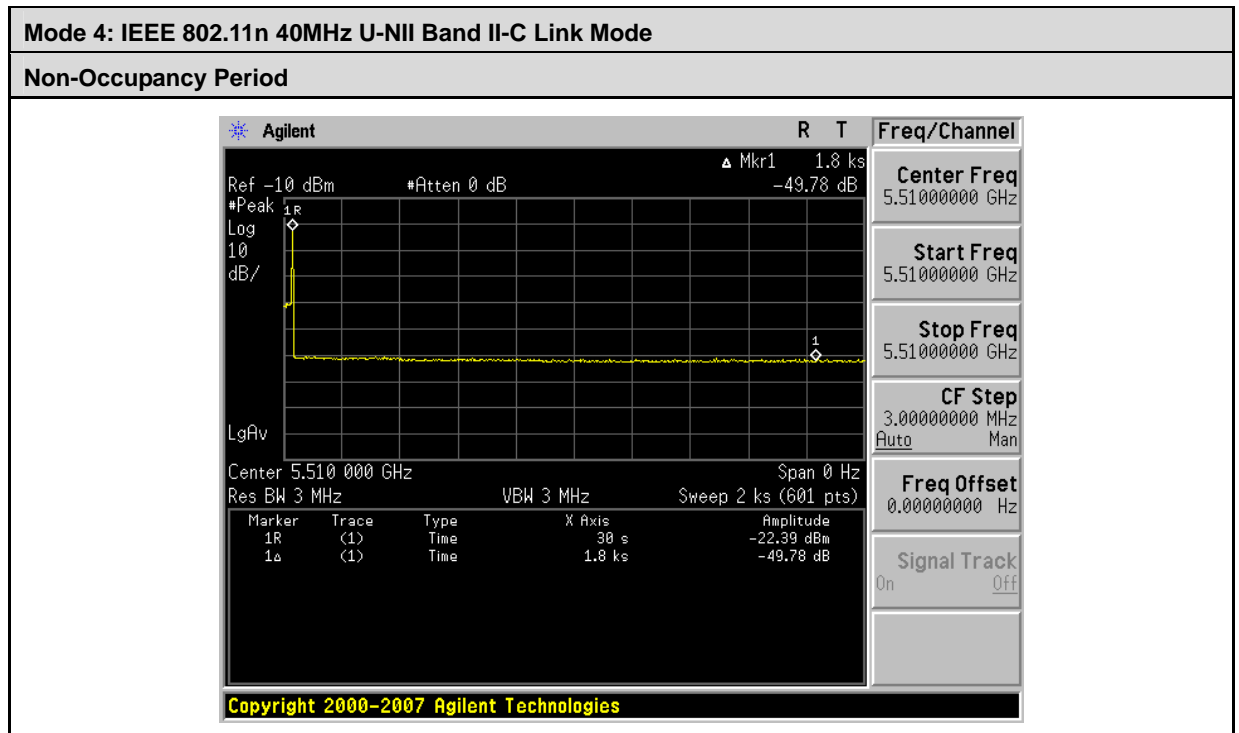 Mode 4: IEEE 802.11n 40MHz U-NII Band II-C Link Mode
Non-Occupancy Period
Agilent R T Freq/Channel
Δ Mkr1 1.8 ks
Ref -10 dBm #Atten 0 dB -49.78 dB
#Peak
Log
10
dB/
1R
1
LgAv
Center 5.510 000 GHz Span 0 Hz
Res BW 3 MHz VBW 3 MHz Sweep 2 ks (601 pts)
Marker Trace Type X Axis Amplitude
1R (1) Time 30 s -22.39 dBm
1Δ (1) Time 1.8 ks -49.78 dB
Center Freq
5.51000000 GHz
Start Freq
5.51000000 GHz
Stop Freq
5.51000000 GHz
CF Step
3.00000000 MHz
Auto Man
Freq Offset
0.00000000 Hz
Signal Track
On Off
Copyright 2000-2007 Agilent Technologies